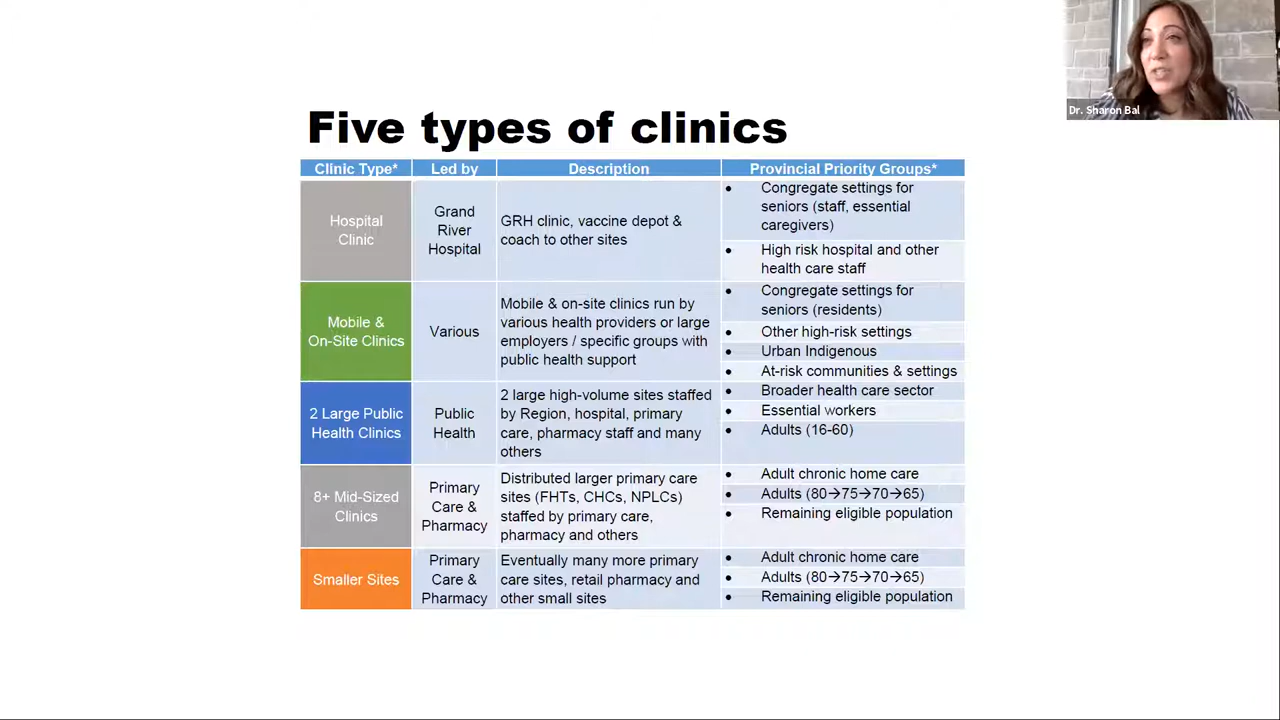 Dr. Sharon Bal
Five types of clinics
Clinic Type*
Led by
Description
Provincial Priority Groups*
Hospital
Clinic
Grand
River
Hospital
GRH clinic, vaccine depot &
coach to other sites
• Congregate settings for
seniors (staff, essential
caregivers)
• High risk hospital and other
health care staff
Mobile &
On-Site Clinics
Various
Mobile & on-site clinics run by
various health providers or large
employers / specific groups with
public health support
• Congregate settings for
seniors (residents)
• Other high-risk settings
• Urban Indigenous
• At-risk communities & settings
2 Large Public
Health Clinics
Public
Health
2 large high-volume sites staffed
by Region, hospital, primary
care, pharmacy staff and many
others
• Broader health care sector
• Essential workers
• Adults (16-60)
8+ Mid-Sized
Clinics
Primary
Care &
Pharmacy
Distributed larger primary care
sites (FHTs, CHCs, NPLCs)
staffed by primary care,
pharmacy and others
• Adult chronic home care
• Adults (80→75→70→65)
• Remaining eligible population
Smaller Sites
Primary
Care &
Pharmacy
Eventually many more primary
care sites, retail pharmacy and
other small sites
• Adult chronic home care
• Adults (80→75→70→65)
• Remaining eligible population